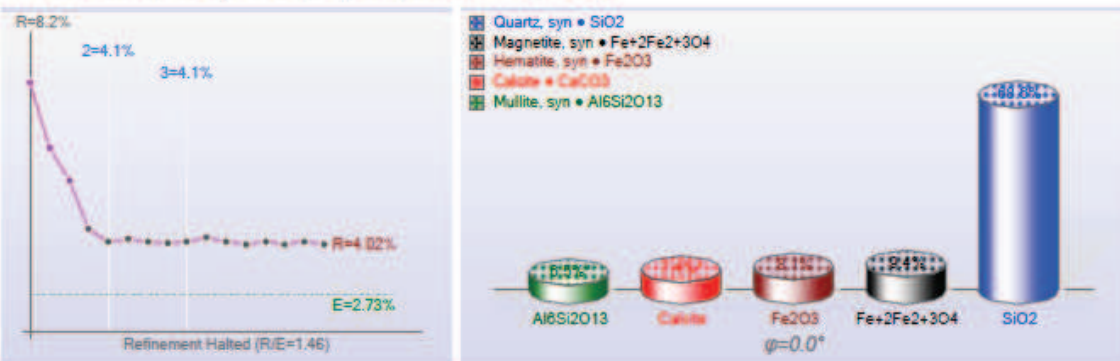 R=8.2%
2=4.1%
3=4.1%
R=4.02%
E=2.73%
Refinement Halted (R/E=1.46)
Quartz, syn • SiO2
Magnetite, syn • Fe+2Fe2+3O4
Hematite, syn • Fe2O3
Calcite • CaCO3
Mullite, syn • Al6Si2O13
9.4%
Al6Si2O13
Calcite
Fe2O3
Fe+2Fe2+3O4
SiO2
φ=0.0°